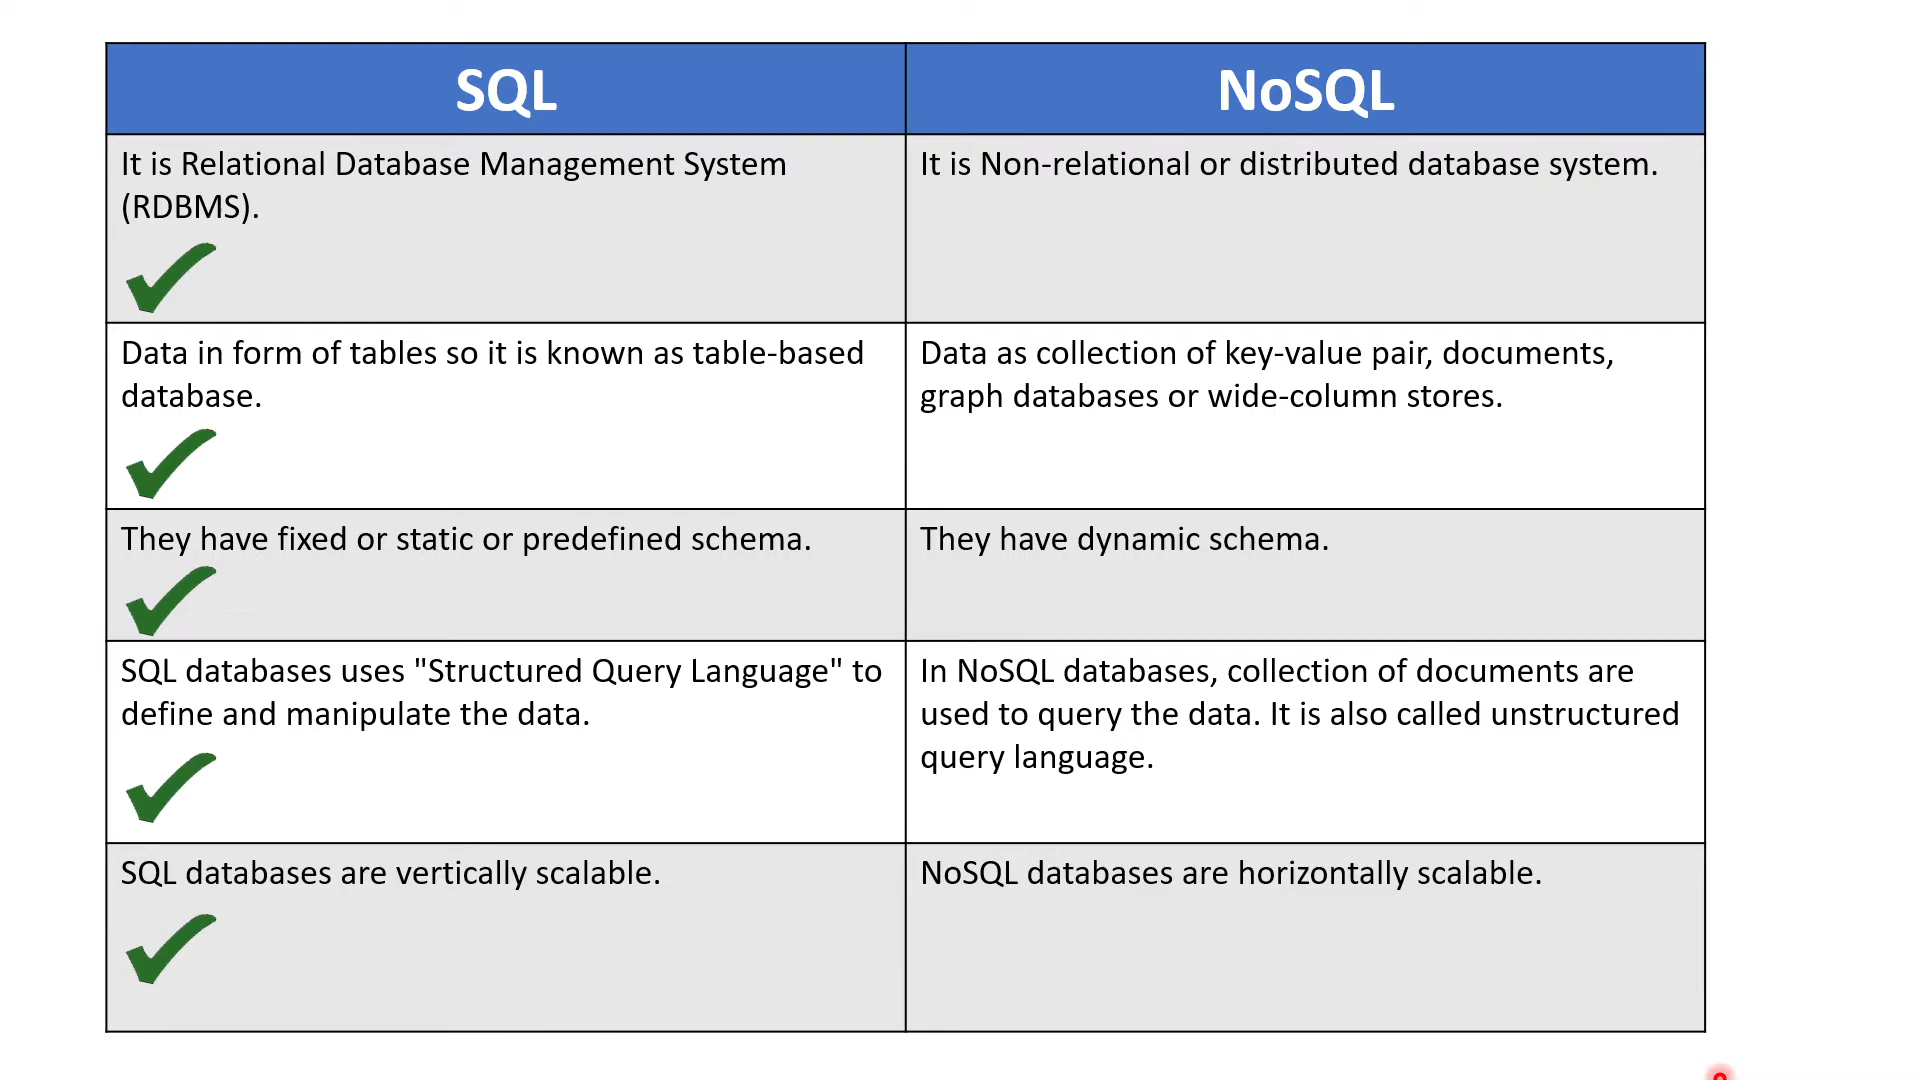 SQL
NoSQL
It is Relational Database Management System
(RDBMS).
It is Non-relational or distributed database system.
Data in form of tables so it is known as table-based
database.
Data as collection of key-value pair, documents,
graph databases or wide-column stores.
They have fixed or static or predefined schema.
They have dynamic schema.
SQL databases uses "Structured Query Language" to
define and manipulate the data.
In NoSQL databases, collection of documents are
used to query the data. It is also called unstructured
query language.
SQL databases are vertically scalable.
NoSQL databases are horizontally scalable.